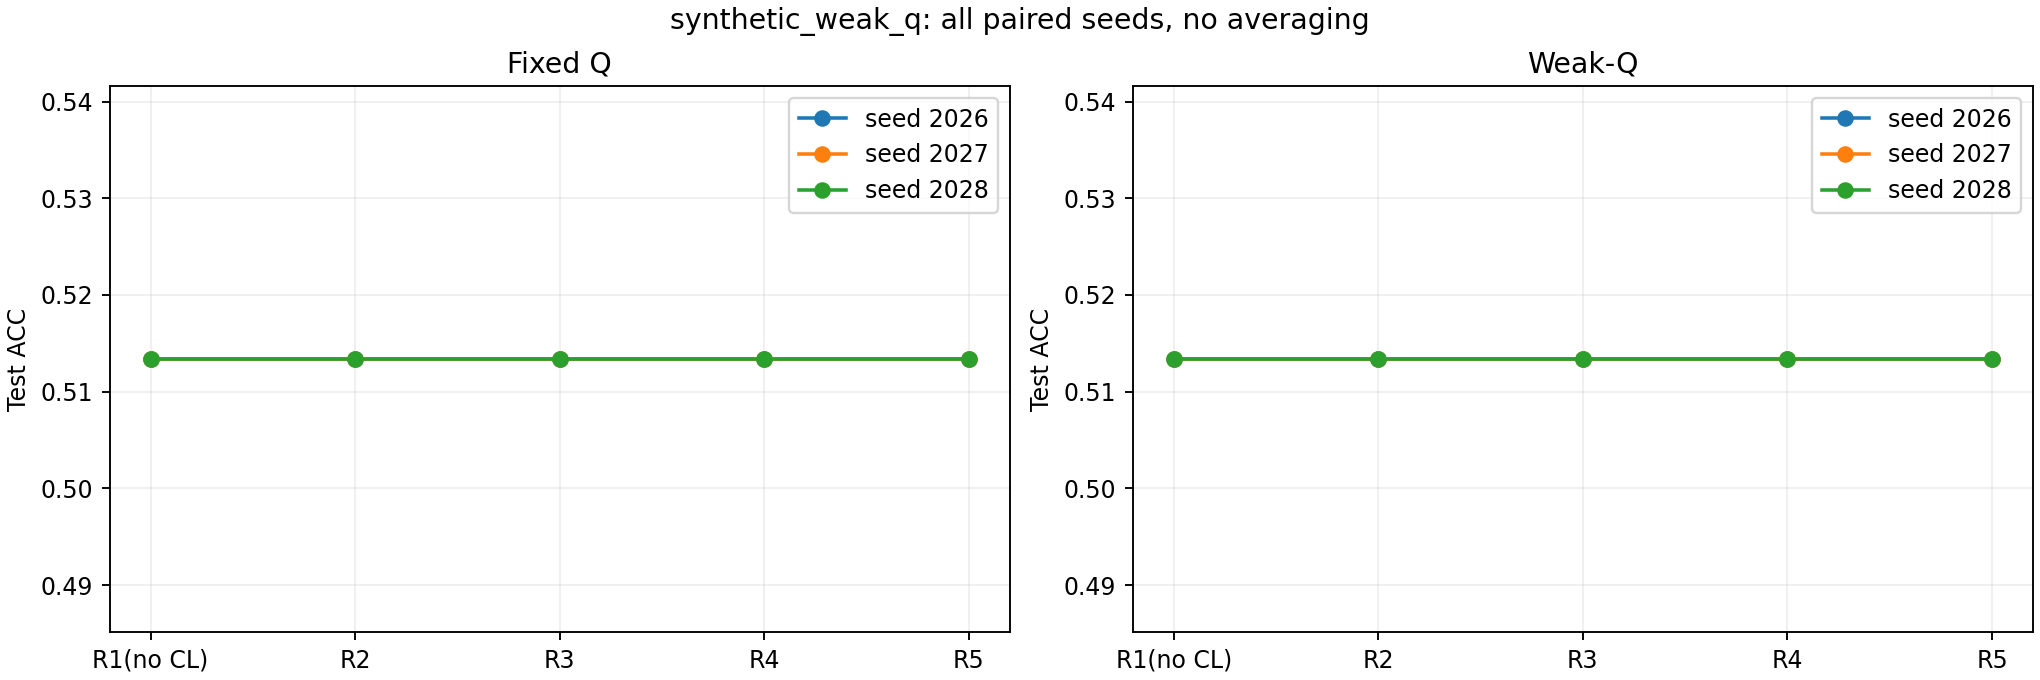 synthetic_weak_q: all paired seeds, no averaging
Fixed Q
0.54
0.53
0.52
0.51
0.50
0.49
Test ACC
seed 2026
seed 2027
seed 2028
R1(no CL) R2 R3 R4 R5
Weak-Q
0.54
0.53
0.52
0.51
0.50
0.49
Test ACC
seed 2026
seed 2027
seed 2028
R1(no CL) R2 R3 R4 R5